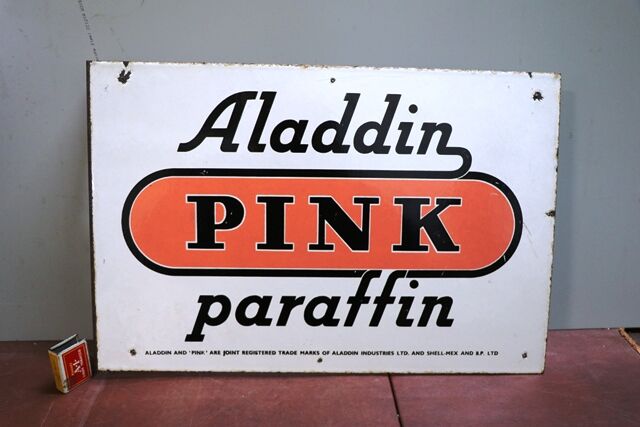 Aladdin
PINK
paraffin
ALADDIN AND 'PINK' ARE JOINT REGISTERED TRADE MARKS OF ALADDIN INDUSTRIES LTD. AND SHELL-MEX AND B.P. LTD
A+